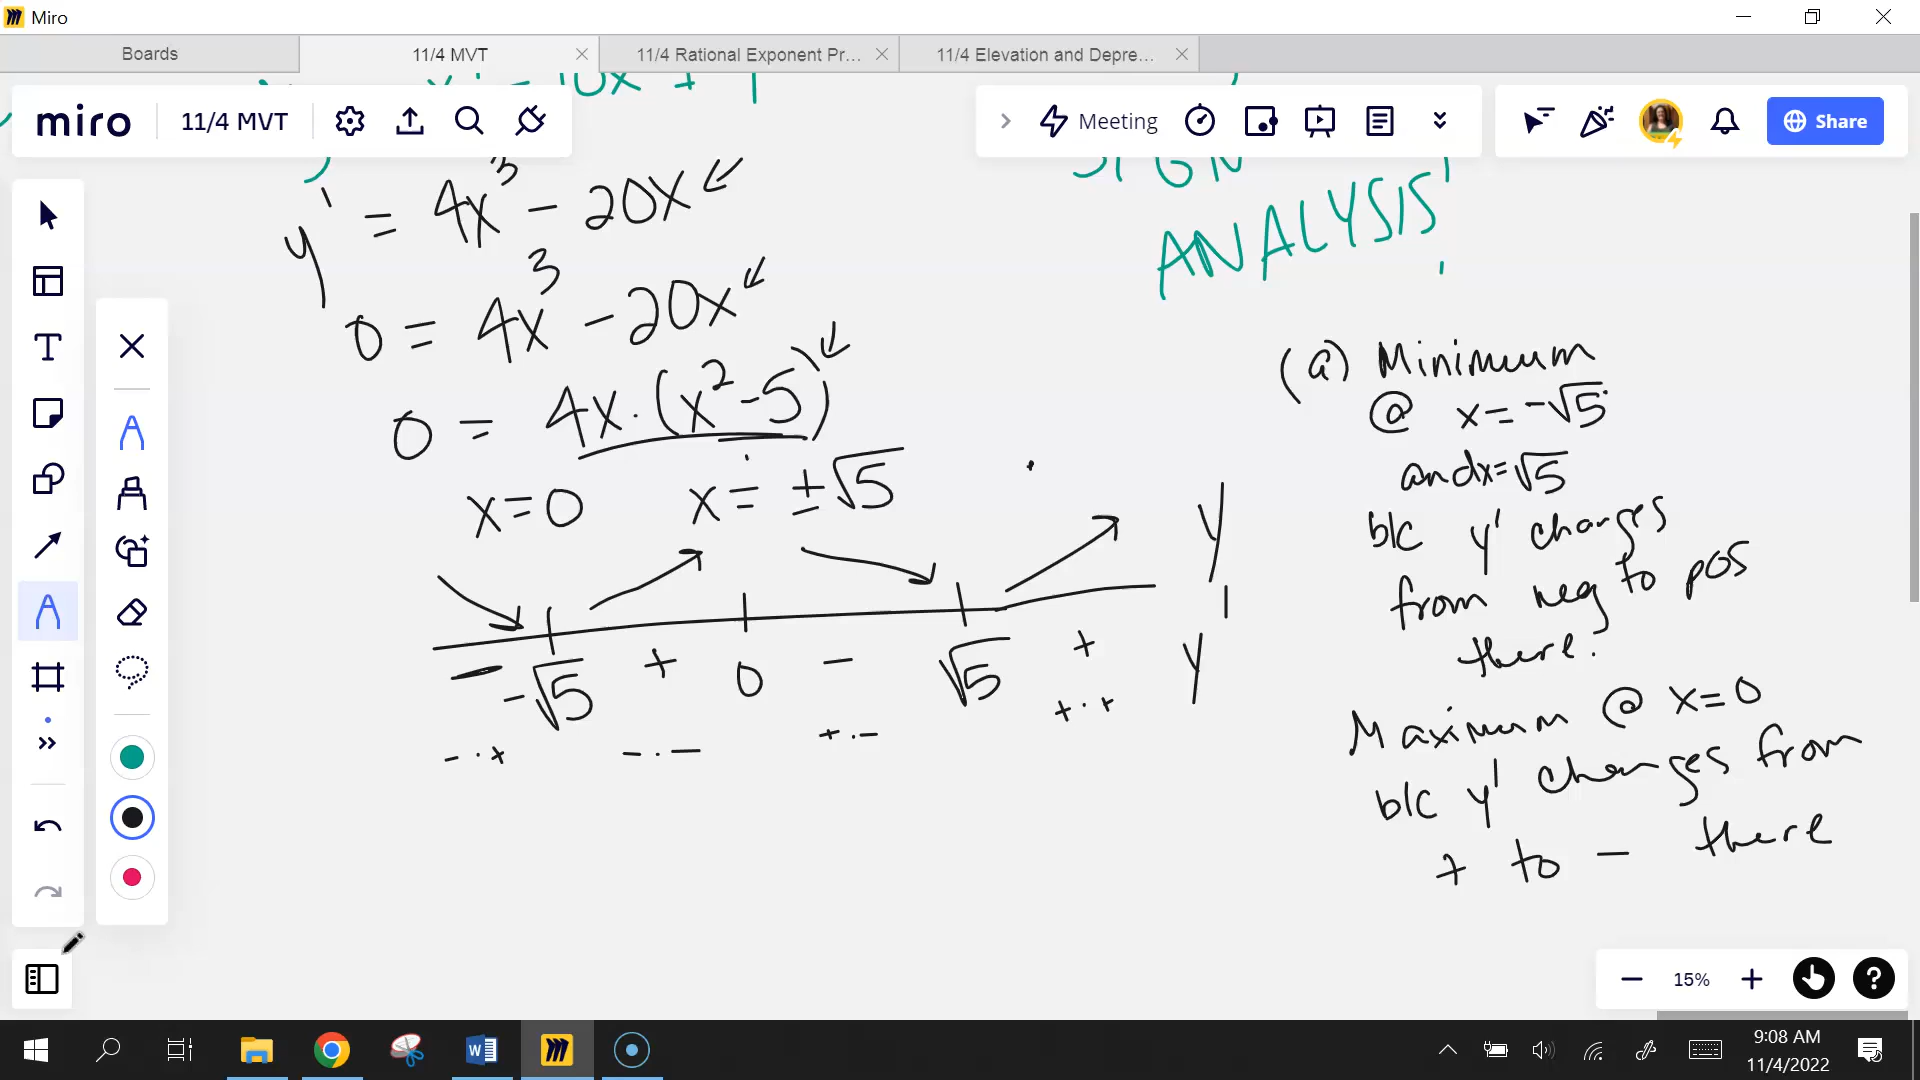 Miro
Boards
11/4 MVT
11/4 Rational Exponent Pr...
11/4 Elevation and Depre...
miro
11/4 MVT
Meeting
Share
y' = 4x³ - 20x
0 = 4x³ - 20x
0 = 4x · (x² - 5)
x = 0 x = ±√5
y
- -√5 + 0 - √5 + y'
- · + - · - + · - + · +
SIGN
ANALYSIS!
(a) Minimum
@ x = -√5
and x = √5
b/c y' changes
from neg to pos
there.
Maximum @ x = 0
b/c y' changes from
+ to - there
15%
9:08 AM
11/4/2022